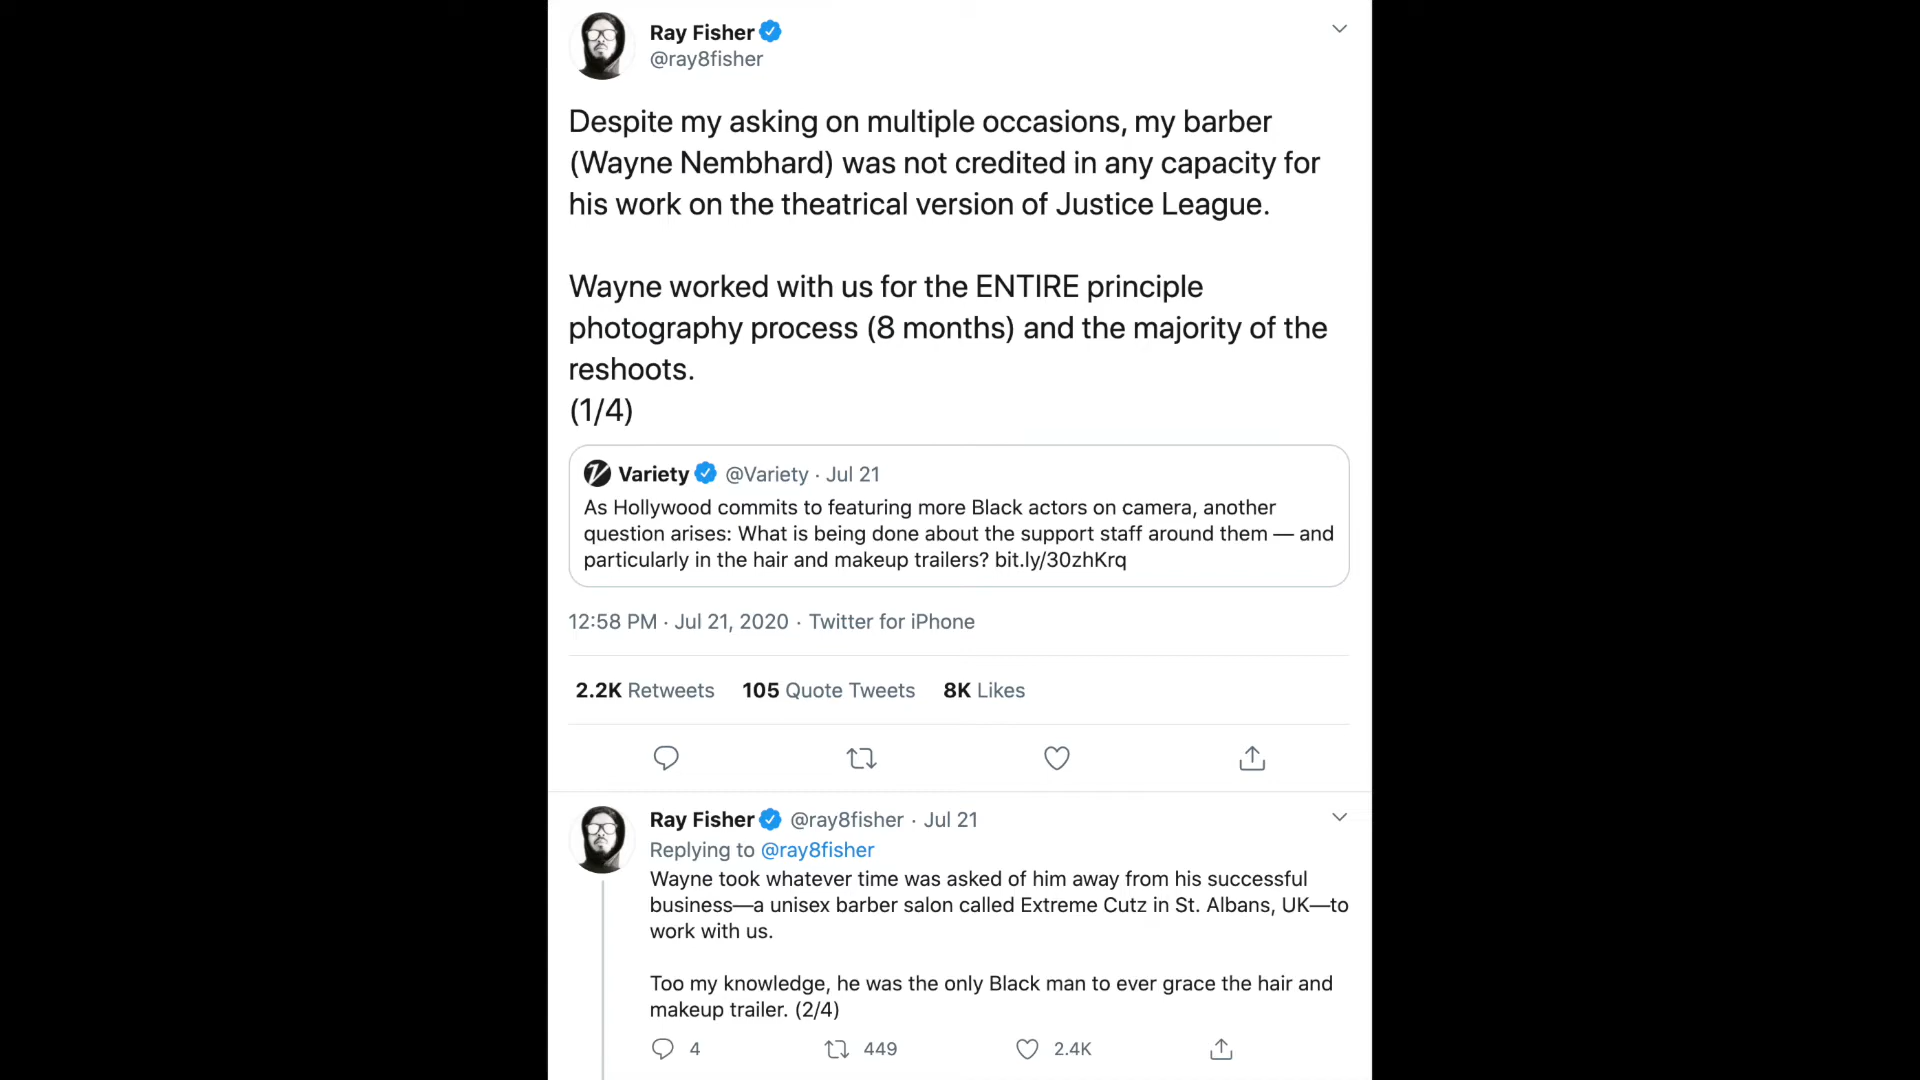 Ray Fisher
@ray8fisher
Despite my asking on multiple occasions, my barber
(Wayne Nembhard) was not credited in any capacity for
his work on the theatrical version of Justice League.
Wayne worked with us for the ENTIRE principle
photography process (8 months) and the majority of the
reshoots.
(1/4)
Variety @Variety · Jul 21
As Hollywood commits to featuring more Black actors on camera, another
question arises: What is being done about the support staff around them — and
particularly in the hair and makeup trailers? bit.ly/30zhKrq
12:58 PM · Jul 21, 2020 · Twitter for iPhone
2.2K Retweets 105 Quote Tweets 8K Likes
Ray Fisher @ray8fisher · Jul 21
Replying to @ray8fisher
Wayne took whatever time was asked of him away from his successful
business—a unisex barber salon called Extreme Cutz in St. Albans, UK—to
work with us.
Too my knowledge, he was the only Black man to ever grace the hair and
makeup trailer. (2/4)
4 449 2.4K